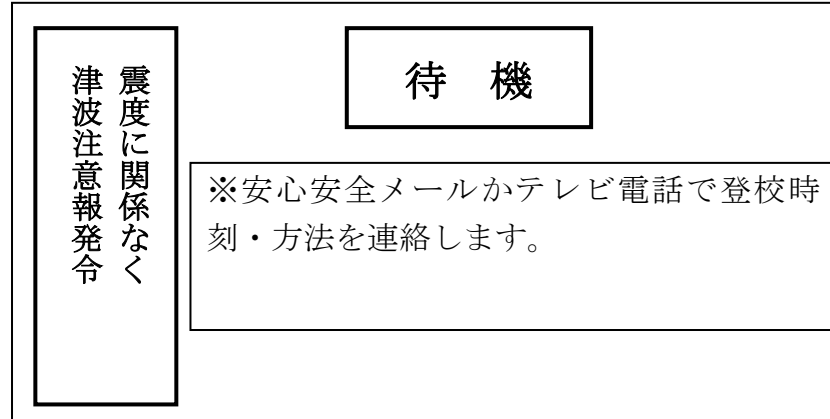 震度に関係なく
津波注意報発令
待 機
※安心安全メールかテレビ電話で登校時
刻・方法を連絡します。